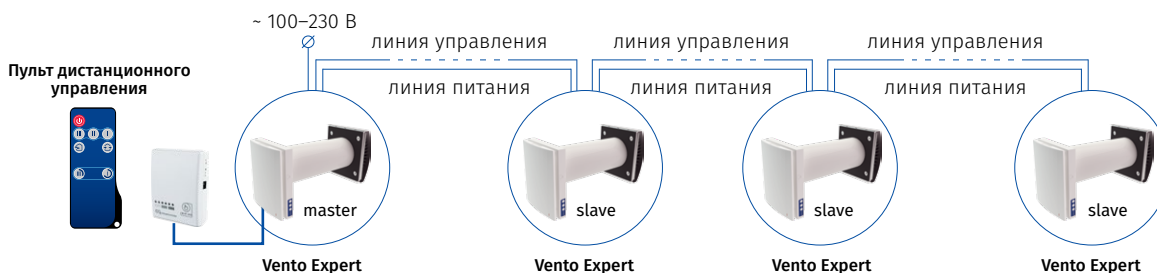 ~ 100–230 В
линия управления
линия управления
линия управления
Пульт дистанционного
управления
линия питания
линия питания
линия питания
master
slave
slave
slave
Vento Expert
Vento Expert
Vento Expert
Vento Expert